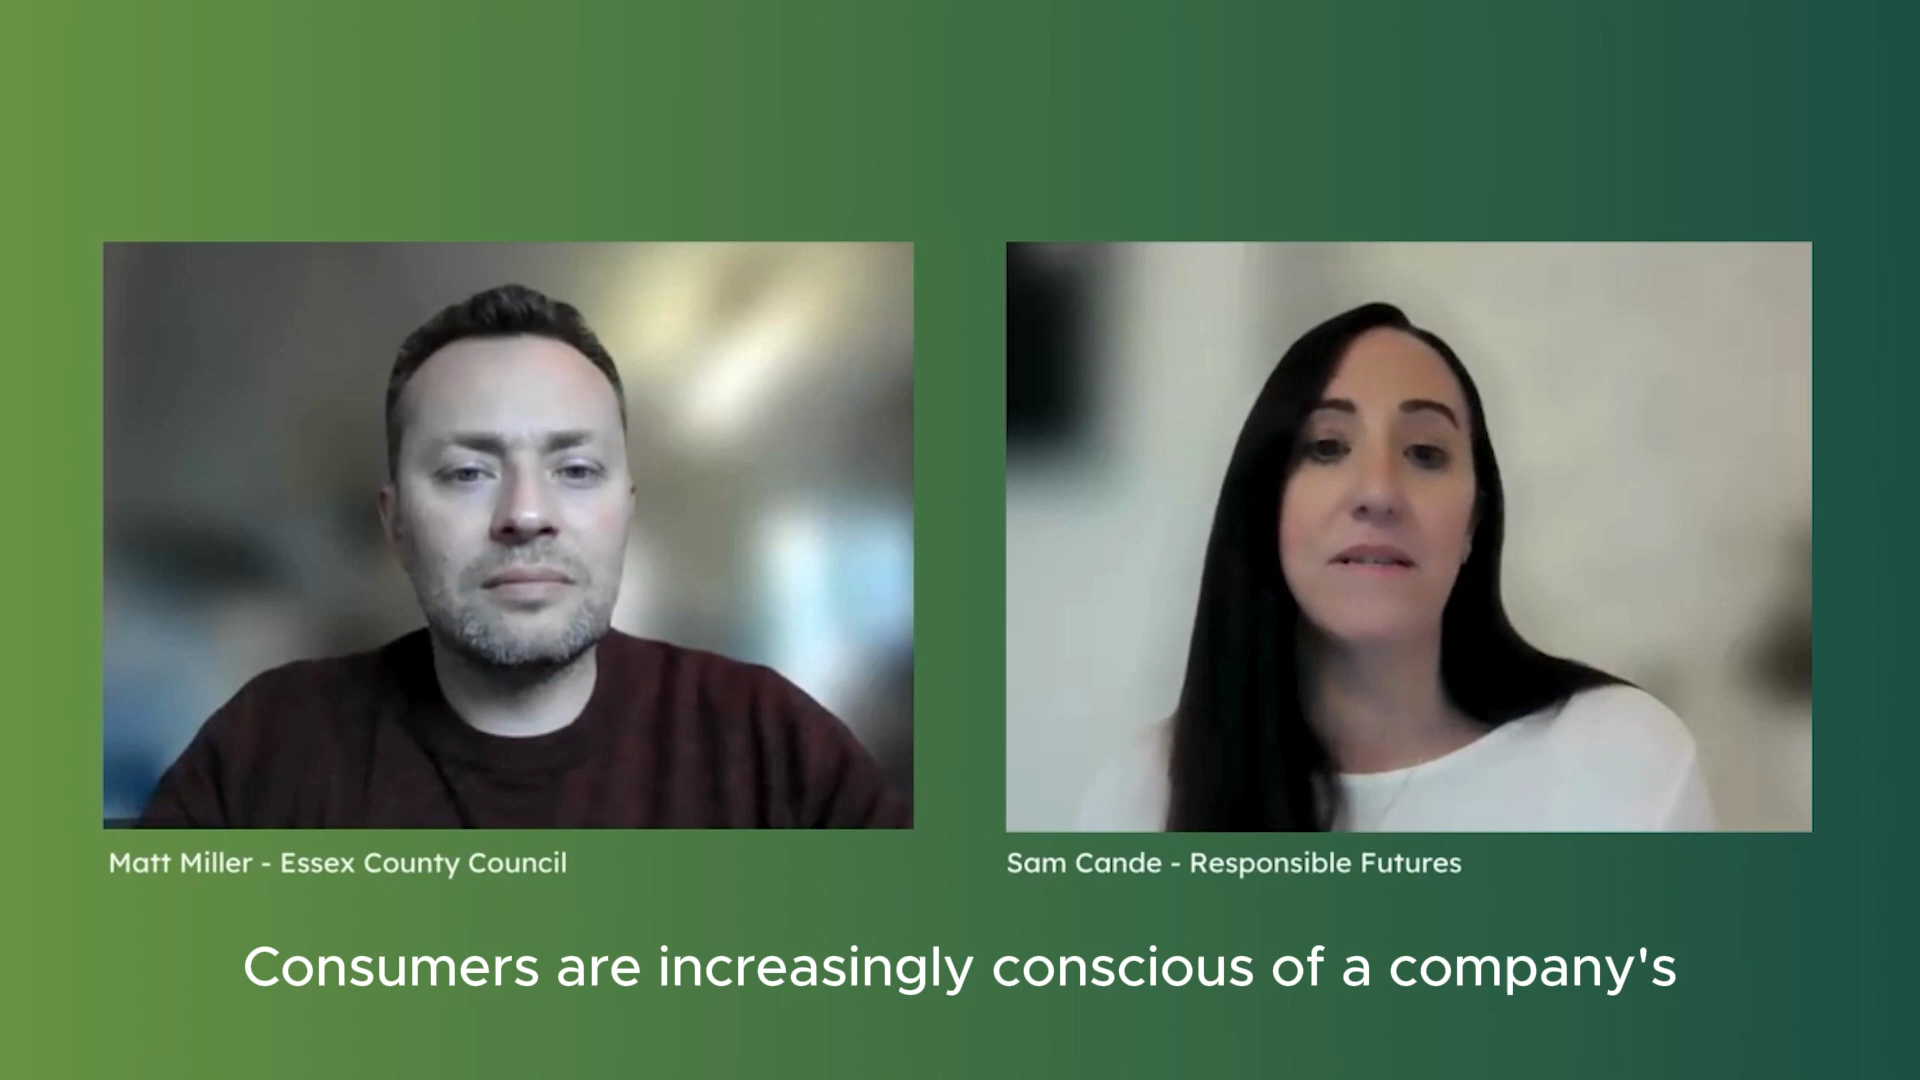 Matt Miller - Essex County Council
Sam Cande - Responsible Futures
Consumers are increasingly conscious of a company's